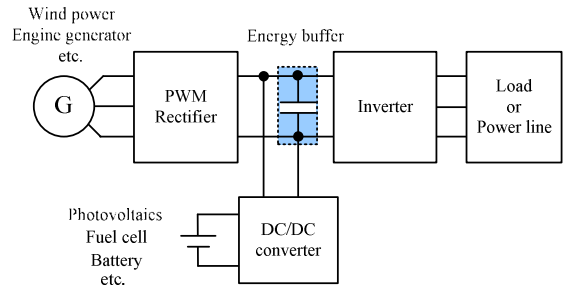 Wind power
Engine generator
etc.
Energy buffer
G
PWM
Rectifier
Inverter
Load
or
Power line
Photovoltaics
Fuel cell
Battery
etc.
DC/DC
converter